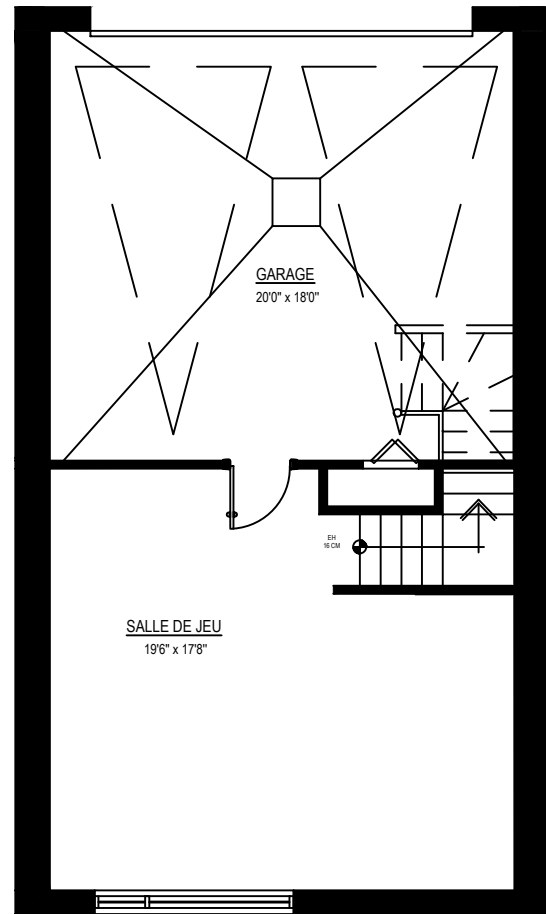 GARAGE
20'0" x 18'0"
EH
16 CM
SALLE DE JEU
19'6" x 17'8"